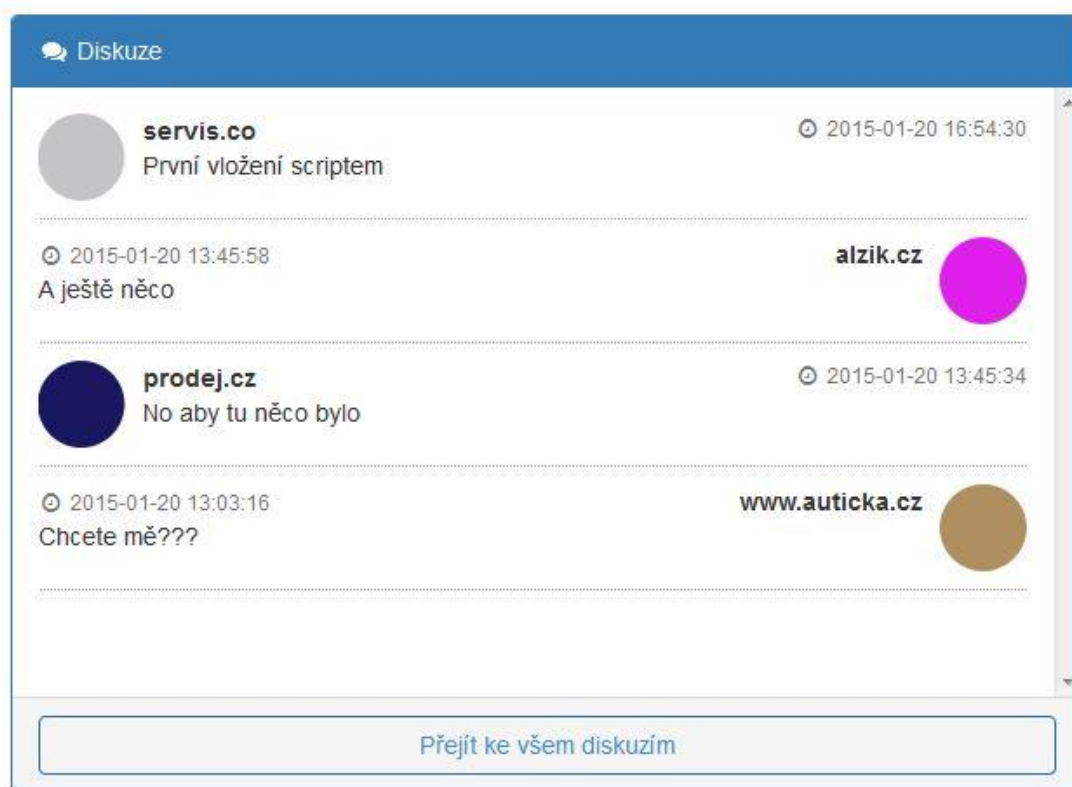 Diskuze
servis.co 2015-01-20 16:54:30
První vložení scriptem
2015-01-20 13:45:58 alzik.cz
A ještě něco
prodej.cz 2015-01-20 13:45:34
No aby tu něco bylo
2015-01-20 13:03:16 www.auticka.cz
Chcete mě???
Přejít ke všem diskuzím